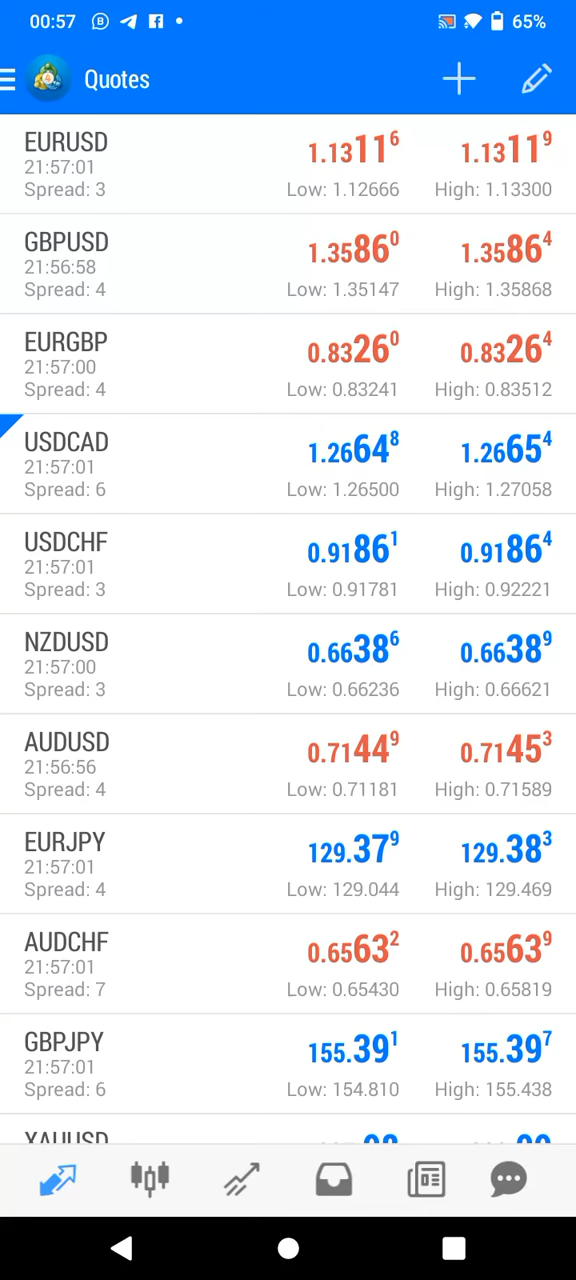 00:57 65%
Quotes
EURUSD
21:57:01
Spread: 3
1.13116 1.13119
Low: 1.12666 High: 1.13300
GBPUSD
21:56:58
Spread: 4
1.35860 1.35864
Low: 1.35147 High: 1.35868
EURGBP
21:57:00
Spread: 4
0.83260 0.83264
Low: 0.83241 High: 0.83512
USDCAD
21:57:01
Spread: 6
1.26648 1.26654
Low: 1.26500 High: 1.27058
USDCHF
21:57:01
Spread: 3
0.91861 0.91864
Low: 0.91781 High: 0.92221
NZDUSD
21:57:00
Spread: 3
0.66386 0.66389
Low: 0.66236 High: 0.66621
AUDUSD
21:56:56
Spread: 4
0.71449 0.71453
Low: 0.71181 High: 0.71589
EURJPY
21:57:01
Spread: 4
129.379 129.383
Low: 129.044 High: 129.469
AUDCHF
21:57:01
Spread: 7
0.65632 0.65639
Low: 0.65430 High: 0.65819
GBPJPY
21:57:01
Spread: 6
155.391 155.397
Low: 154.810 High: 155.438
XAUUSD